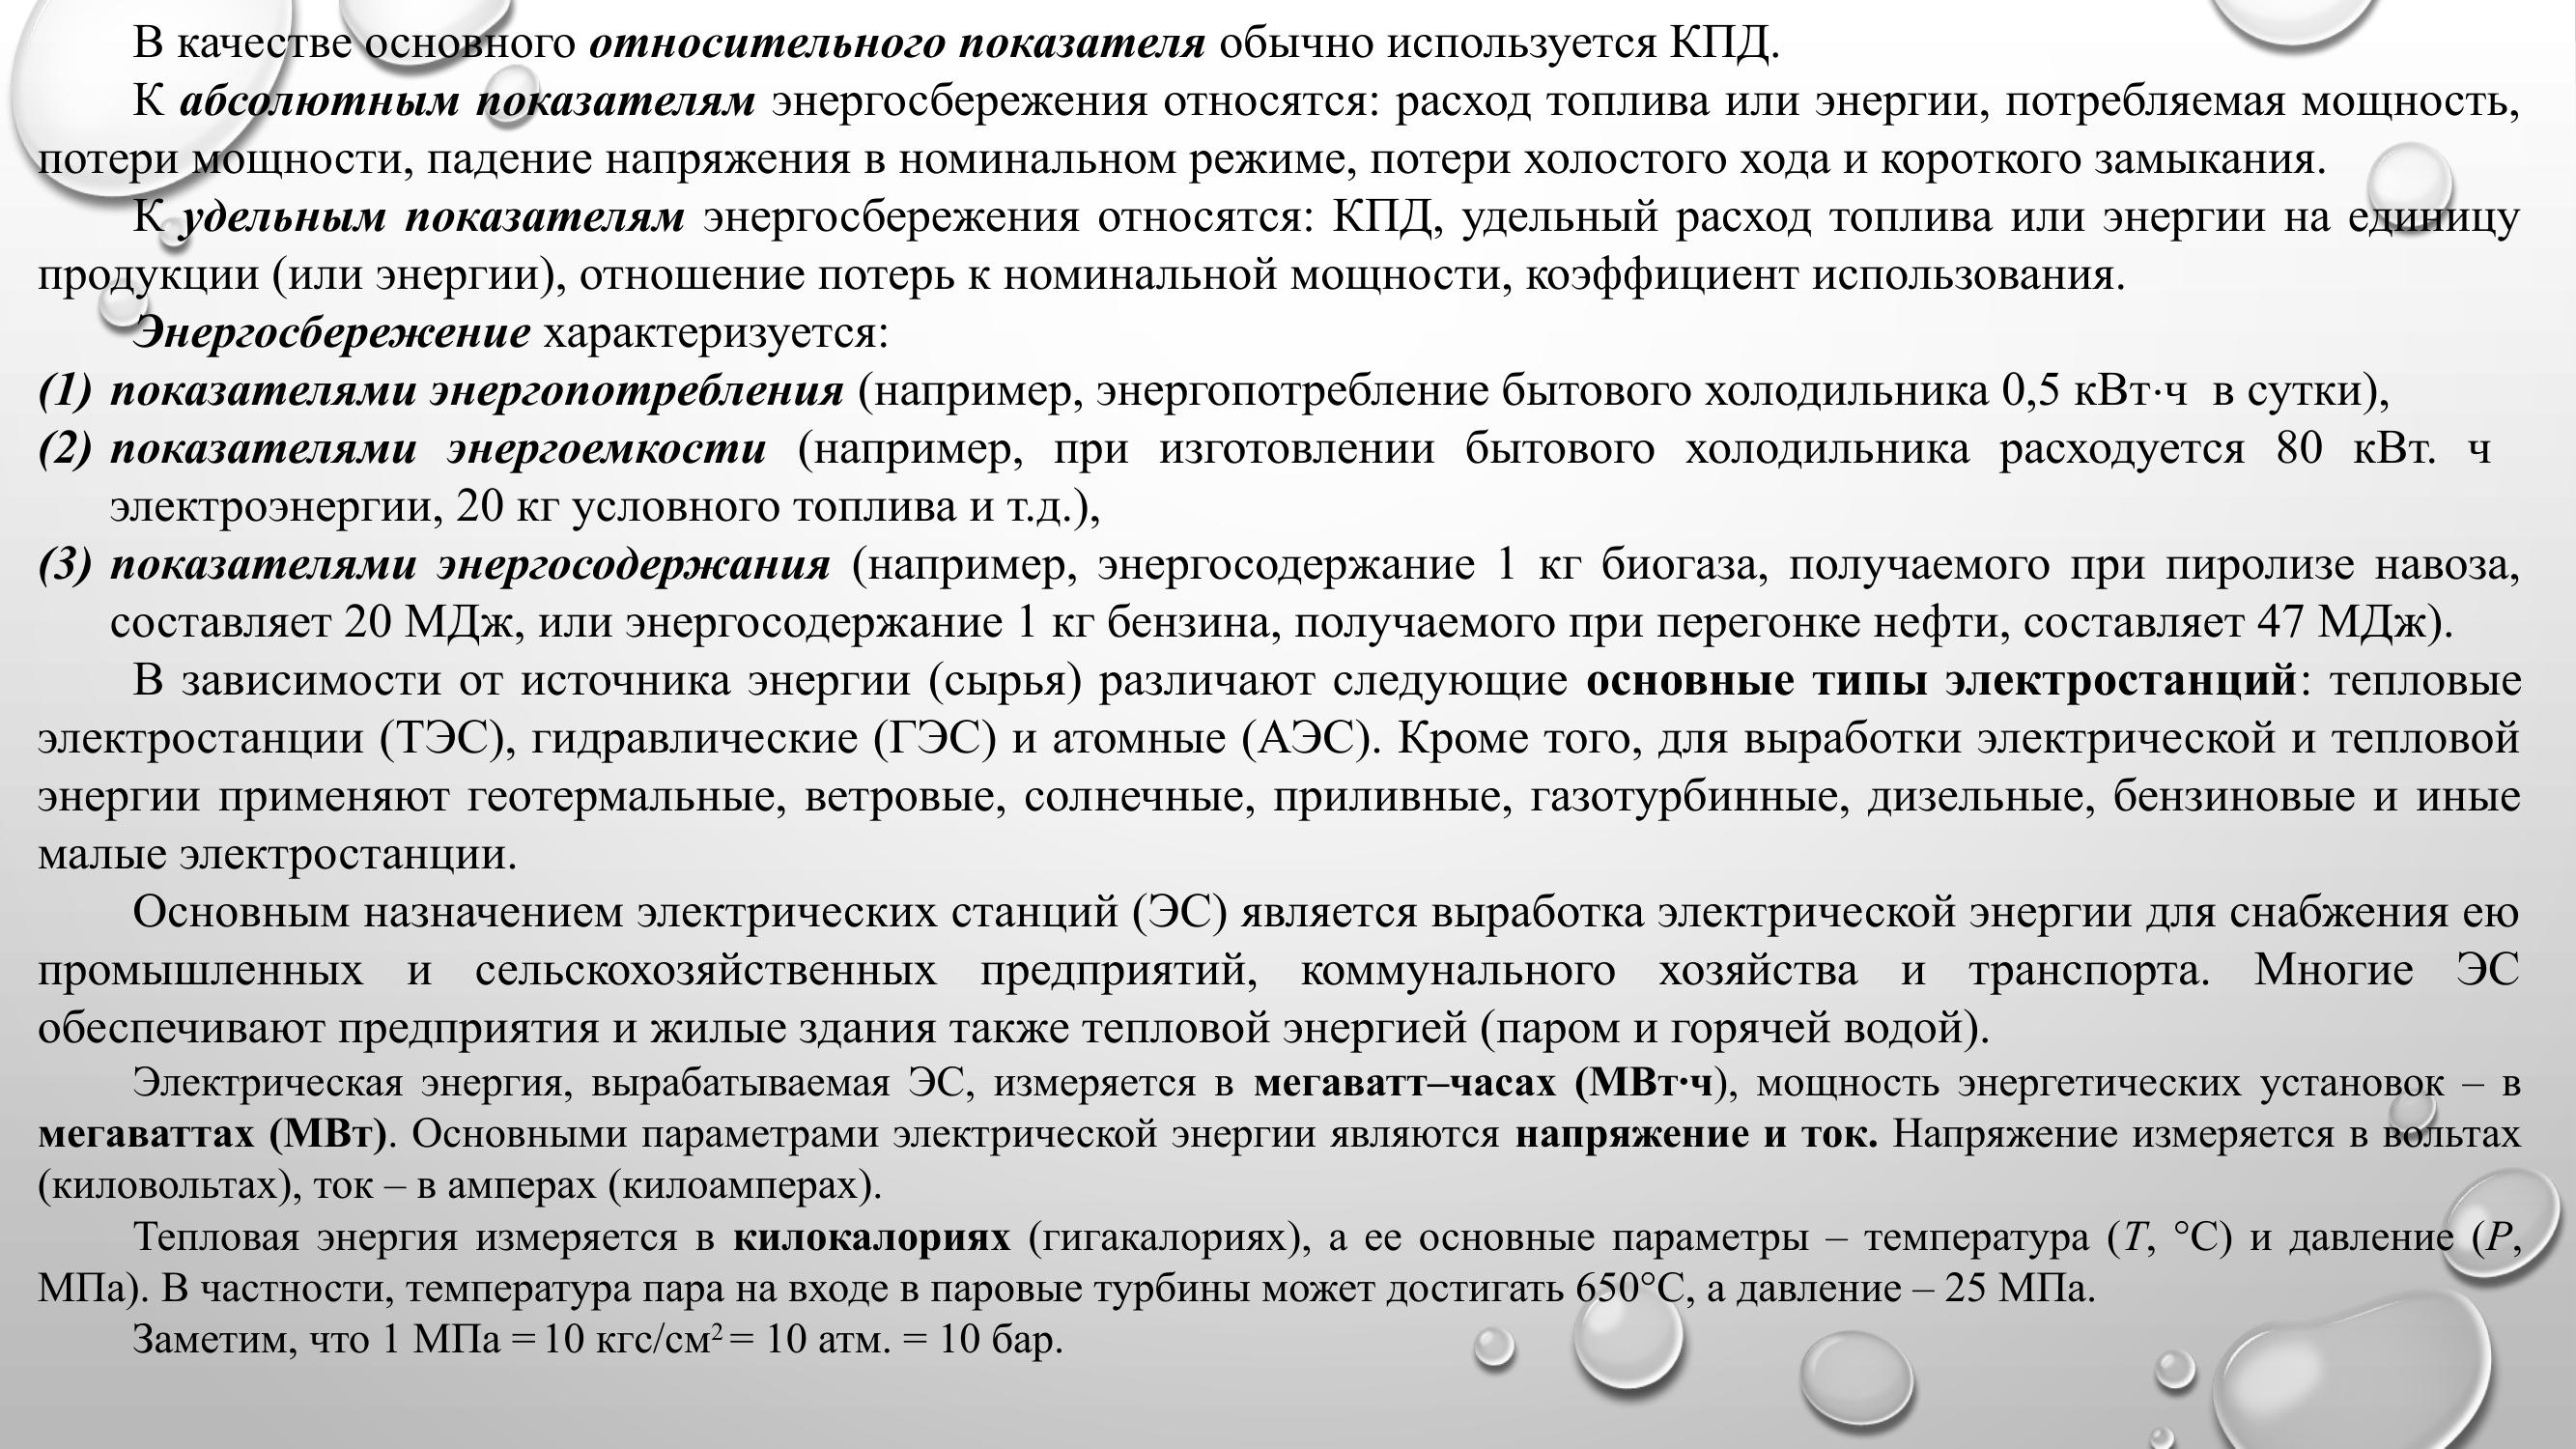 В качестве основного относительного показателя обычно используется КПД.
К абсолютным показателям энергосбережения относятся: расход топлива или энергии, потребляемая мощность,
потери мощности, падение напряжения в номинальном режиме, потери холостого хода и короткого замыкания.
К удельным показателям энергосбережения относятся: КПД, удельный расход топлива или энергии на единицу
продукции (или энергии), отношение потерь к номинальной мощности, коэффициент использования.
Энергосбережение характеризуется:
(1) показателями энергопотребления (например, энергопотребление бытового холодильника 0,5 кВт·ч в сутки),
(2) показателями энергоемкости (например, при изготовлении бытового холодильника расходуется 80 кВт. ч
электроэнергии, 20 кг условного топлива и т.д.),
(3) показателями энергосодержания (например, энергосодержание 1 кг биогаза, получаемого при пиролизе навоза,
составляет 20 МДж, или энергосодержание 1 кг бензина, получаемого при перегонке нефти, составляет 47 МДж).
В зависимости от источника энергии (сырья) различают следующие основные типы электростанций: тепловые
электростанции (ТЭС), гидравлические (ГЭС) и атомные (АЭС). Кроме того, для выработки электрической и тепловой
энергии применяют геотермальные, ветровые, солнечные, приливные, газотурбинные, дизельные, бензиновые и иные
малые электростанции.
Основным назначением электрических станций (ЭС) является выработка электрической энергии для снабжения ею
промышленных и сельскохозяйственных предприятий, коммунального хозяйства и транспорта. Многие ЭС
обеспечивают предприятия и жилые здания также тепловой энергией (паром и горячей водой).
Электрическая энергия, вырабатываемая ЭС, измеряется в мегаватт–часах (МВт·ч), мощность энергетических установок – в
мегаваттах (МВт). Основными параметрами электрической энергии являются напряжение и ток. Напряжение измеряется в вольтах
(киловольтах), ток – в амперах (килоамперах).
Тепловая энергия измеряется в килокалориях (гигакалориях), а ее основные параметры – температура (T, °C) и давление (P,
МПа). В частности, температура пара на входе в паровые турбины может достигать 650°C, а давление – 25 МПа.
Заметим, что 1 МПа = 10 кгс/см² = 10 атм. = 10 бар.